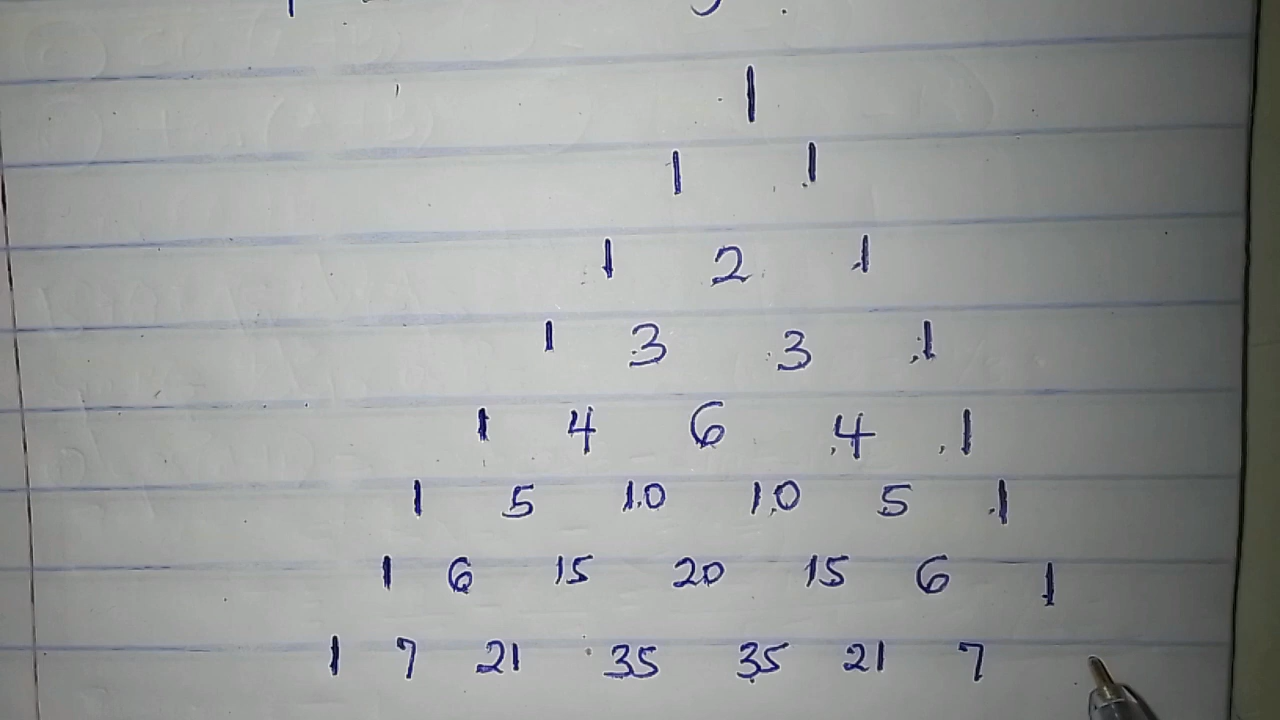 1
1 1
1 2 1
1 3 3 1
1 4 6 4 1
1 5 10 10 5 1
1 6 15 20 15 6 1
1 7 21 35 35 21 7